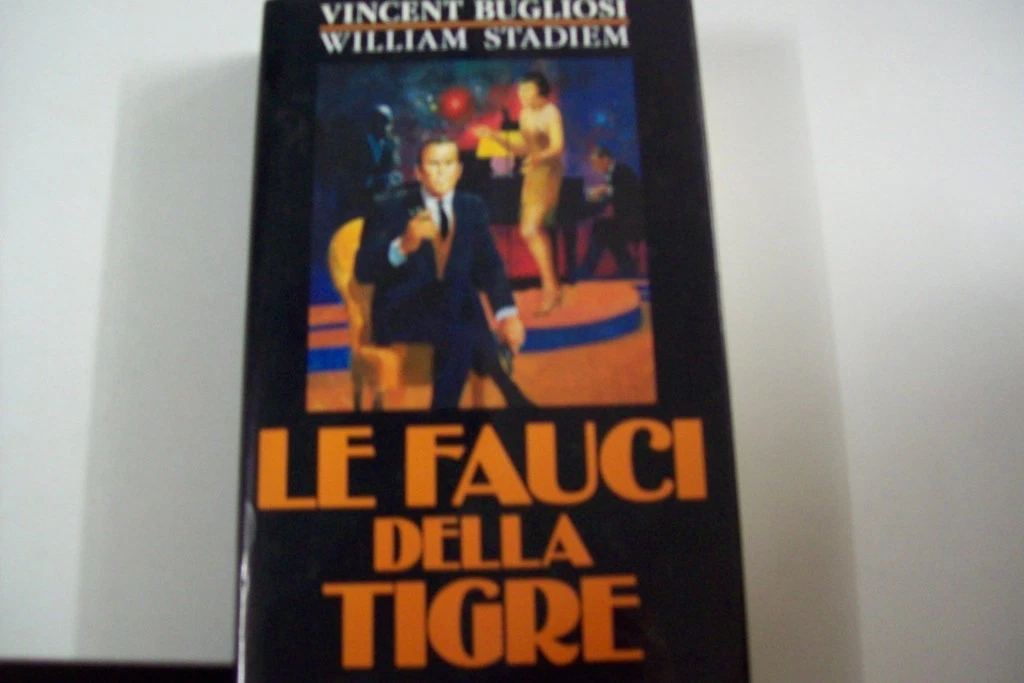 VINCENT BUGLIOSI
WILLIAM STADIEM
LE FAUCI
DELLA
TIGRE